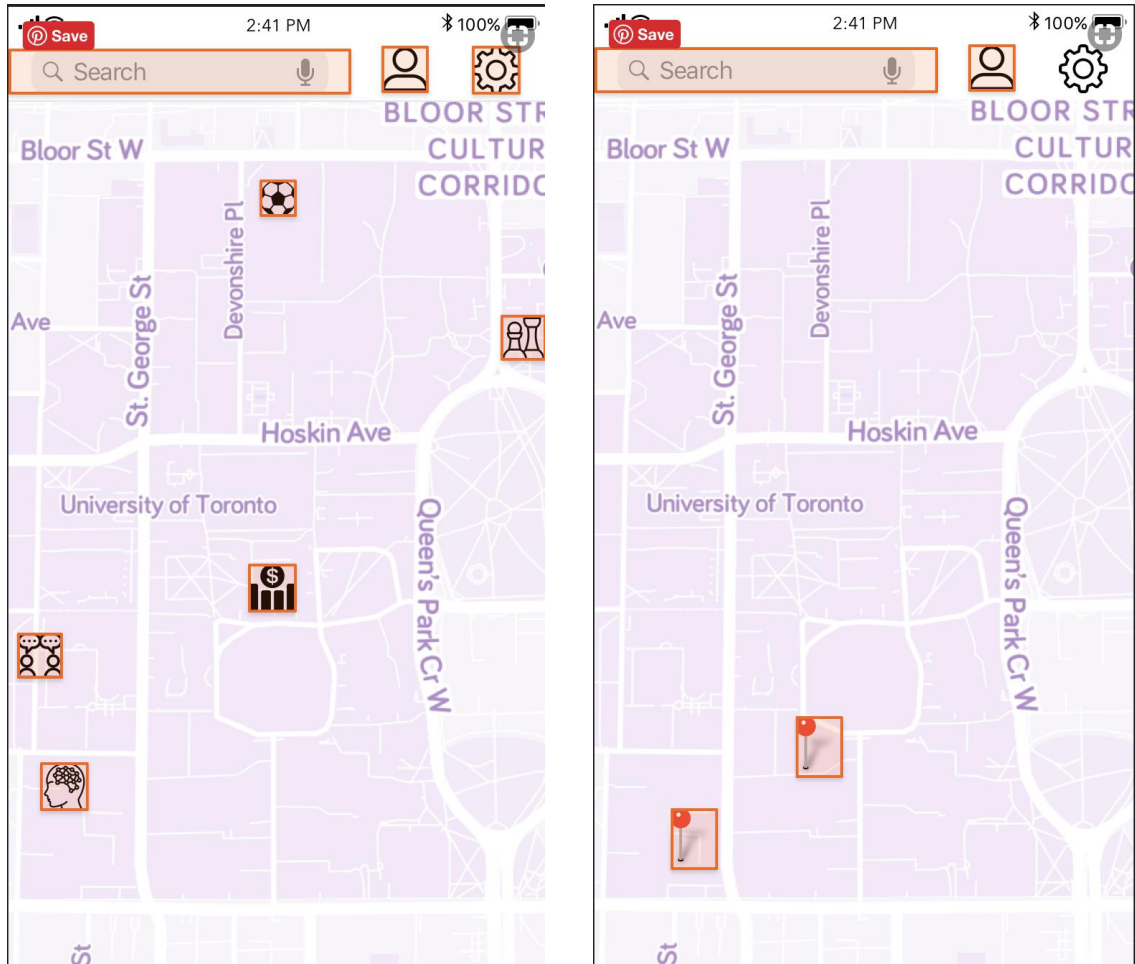 Save
2:41 PM
100%
Search
BLOOR STR
CULTUR
CORRIDO
Bloor St W
Devonshire Pl
St. George St
Ave
Hoskin Ave
University of Toronto
Queen's Park Cr W
$
St
Save
2:41 PM
100%
Search
BLOOR STR
CULTUR
CORRIDO
Bloor St W
Devonshire Pl
St. George St
Ave
Hoskin Ave
University of Toronto
Queen's Park Cr W
St